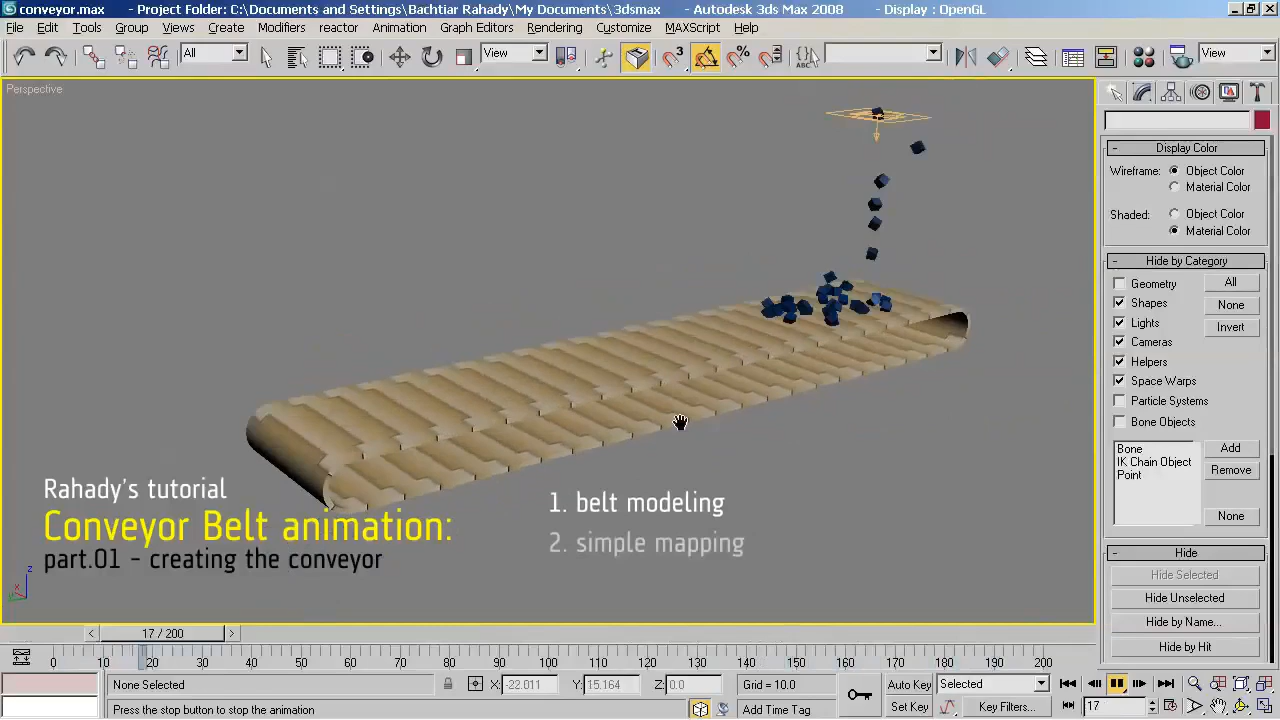 conveyor.max - Project Folder: C:\Documents and Settings\Bachtiar Rahady\My Documents\3dsmax - Autodesk 3ds Max 2008 - Display : OpenGL
File Edit Tools Group Views Create Modifiers reactor Animation Graph Editors Rendering Customize MAXScript Help
All View 3 % ABC View
Perspective
Display Color
Wireframe: Object Color
Material Color
Shaded: Object Color
Material Color
Hide by Category
Geometry All
Shapes None
Lights Invert
Cameras
Helpers
Space Warps
Particle Systems
Bone Objects
Bone Add
IK Chain Object Remove
Point
None
Hide
Hide Selected
Hide Unselected
Hide by Name...
Hide by Hit
Rahady's tutorial
Conveyor Belt animation:
part.01 - creating the conveyor
1. belt modeling
2. simple mapping
z
x
< 17 / 200 >
0 10 20 30 40 50 60 70 80 90 100 110 120 130 140 150 160 170 180 190 200
None Selected X: -22.011 Y: 15.164 Z: 0.0 Grid = 10.0 Auto Key Selected
Press the stop button to stop the animation Add Time Tag Set Key Key Filters... 17